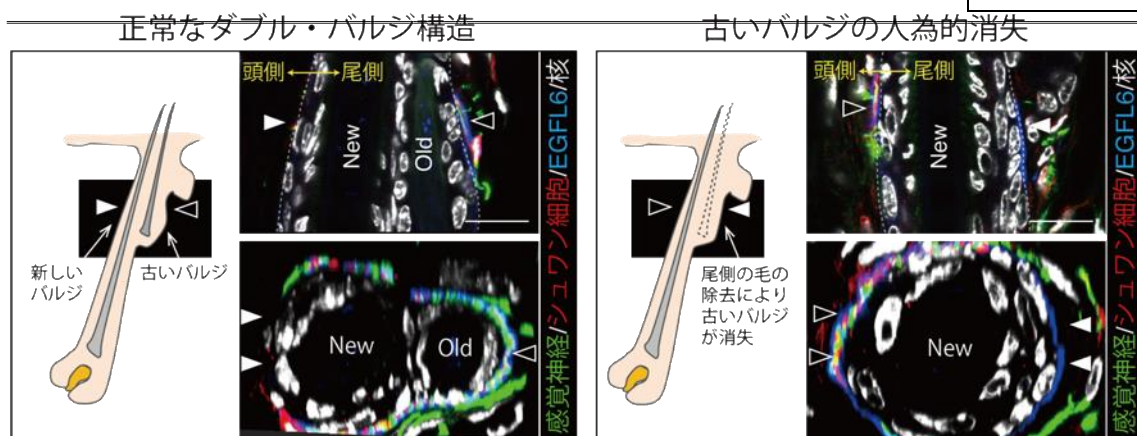 正常なダブル・バルジ構造
頭側
尾側
New
Old
新しい
バルジ
古いバルジ
New
Old
感覚神経/シュワン細胞/EGFL6/核
古いバルジの人為的消失
頭側
尾側
New
尾側の毛の
除去により
古いバルジ
が消失
New
感覚神経/シュワン細胞/EGFL6/核